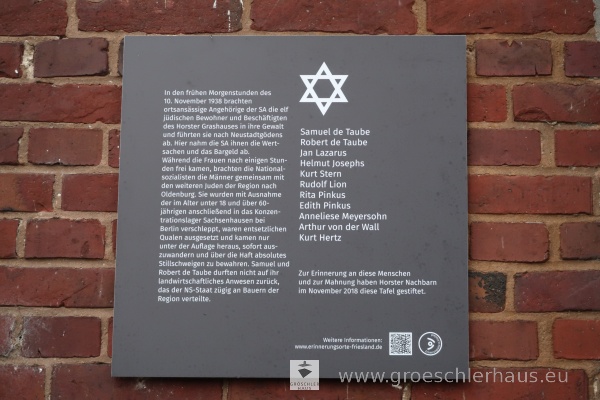 In den frühen Morgenstunden des
10. November 1938 brachten
ortsansässige Angehörige der SA die elf
jüdischen Bewohner und Beschäftigten
des Horster Grashauses in ihre Gewalt
und führten sie nach Neustadtgödens
ab. Hier nahm die SA ihnen die Wert-
sachen und das Bargeld ab.
Während die Frauen nach einigen Stun-
den frei kamen, brachten die National-
sozialisten die Männer gemeinsam mit
den weiteren Juden der Region nach
Oldenburg. Sie wurden mit Ausnahme
der im Alter unter 18 und über 60-
jährigen anschließend in das Konzen-
trationslager Sachsenhausen bei
Berlin verschleppt, waren entsetzlichen
Qualen ausgesetzt und kamen nur
unter der Auflage heraus, sofort aus-
zuwandern und über die Haft absolutes
Stillschweigen zu bewahren. Samuel und
Robert de Taube durften nicht auf ihr
landwirtschaftliches Anwesen zurück,
das der NS-Staat zügig an Bauern der
Region verteilte.
Samuel de Taube
Robert de Taube
Jan Lazarus
Helmut Josephs
Kurt Stern
Rudolf Lion
Rita Pinkus
Edith Pinkus
Anneliese Meyersohn
Arthur von der Wall
Kurt Hertz
Zur Erinnerung an diese Menschen
und zur Mahnung haben Horster Nachbarn
im November 2018 diese Tafel gestiftet.
Weitere Informationen:
www.erinnerungsorte-friesland.de
GRÖSCHLER
HAUS
www.groeschlerhaus.eu